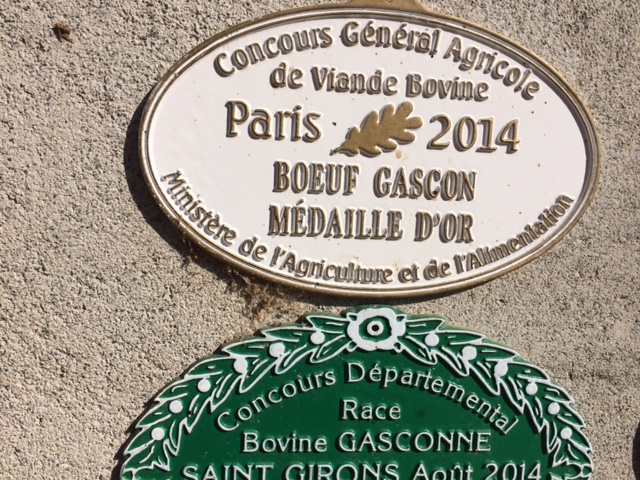 Concours Général Agricole
de Viande Bovine
Paris 2014
BOEUF GASCON
MÉDAILLE D'OR
Ministère de l'Agriculture et de l'Alimentation
Concours Départemental
Race
Bovine GASCONNE
SAINT GIRONS Août 2014